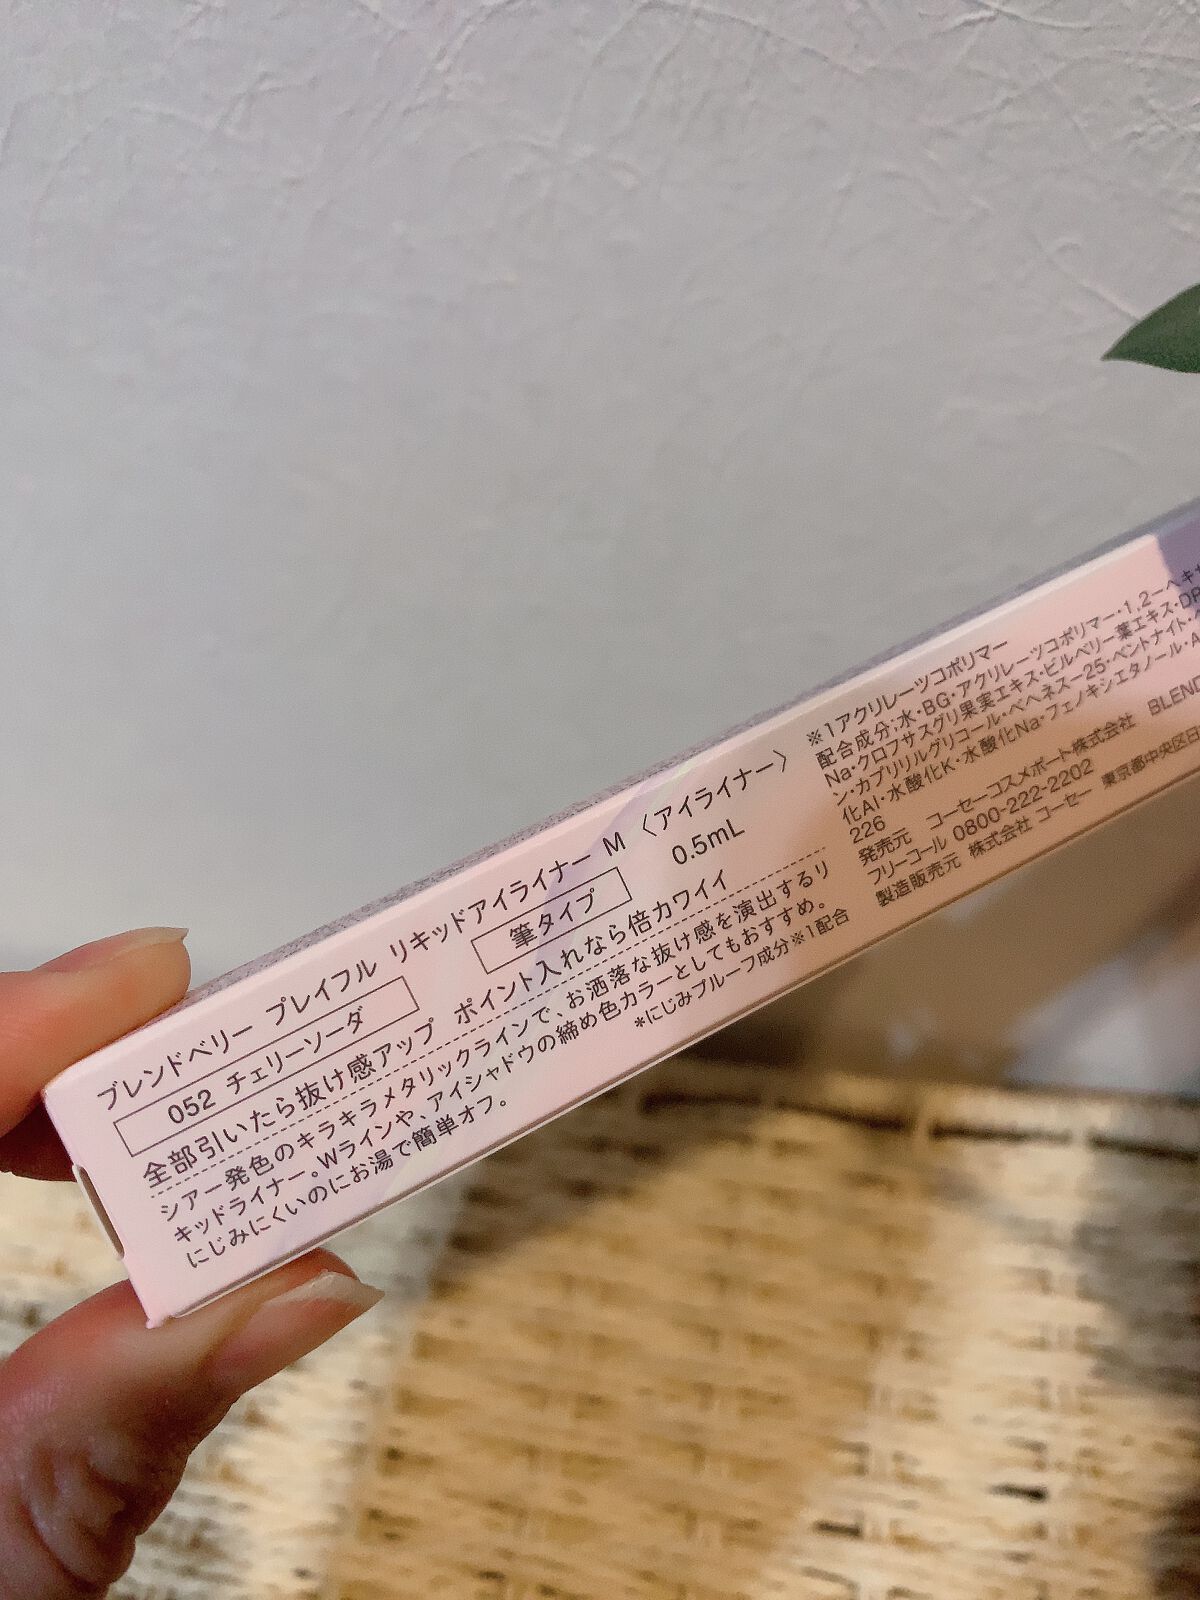 ブレンドベリー プレイフル リキッドアイライナー M 〈アイライナー〉
052 チェリーソーダ 筆タイプ 0.5mL
全部引いたら抜け感アップ ポイント入れなら倍カワイイ
シアー発色のキラキラメタリックラインで、お洒落な抜け感を演出するリ
キッドライナー。Wラインや、アイシャドウの締め色カラーとしてもおすすめ。
にじみにくいのにお湯で簡単オフ。 *にじみプルーフ成分※1配合
※1アクリレーツコポリマー
配合成分;水・BG・アクリレーツコポリマー・1,2-ヘキサ
Na・クロフサスグリ果実エキス・ビルベリー葉エキス・DP
ン・カプリリルグリコール・ベヘネス-25・ベントナイト・
化Al・水酸化K・水酸化Na・フェノキシエタノール・
226
発売元 コーセーコスメポート株式会社 BLEND
フリーコール 0800-222-2202
製造販売元 株式会社 コーセー 東京都中央区日